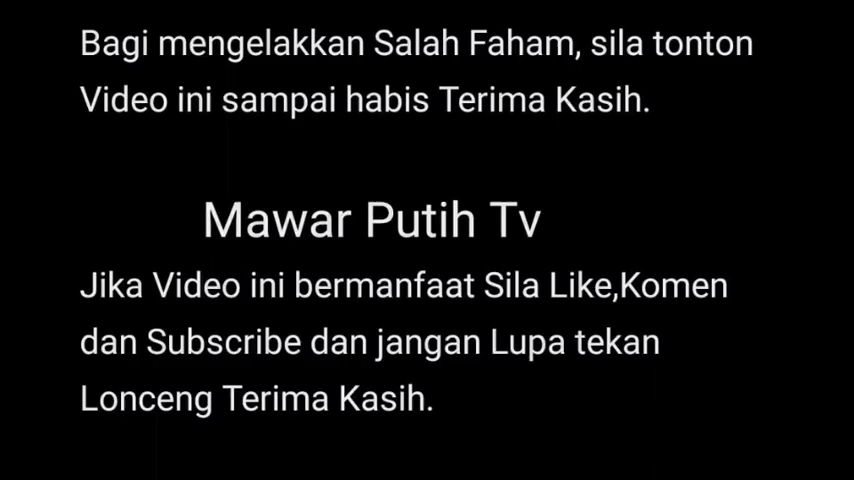 Bagi mengelakkan Salah Faham, sila tonton
Video ini sampai habis Terima Kasih.
Mawar Putih Tv
Jika Video ini bermanfaat Sila Like,Komen
dan Subscribe dan jangan Lupa tekan
Lonceng Terima Kasih.